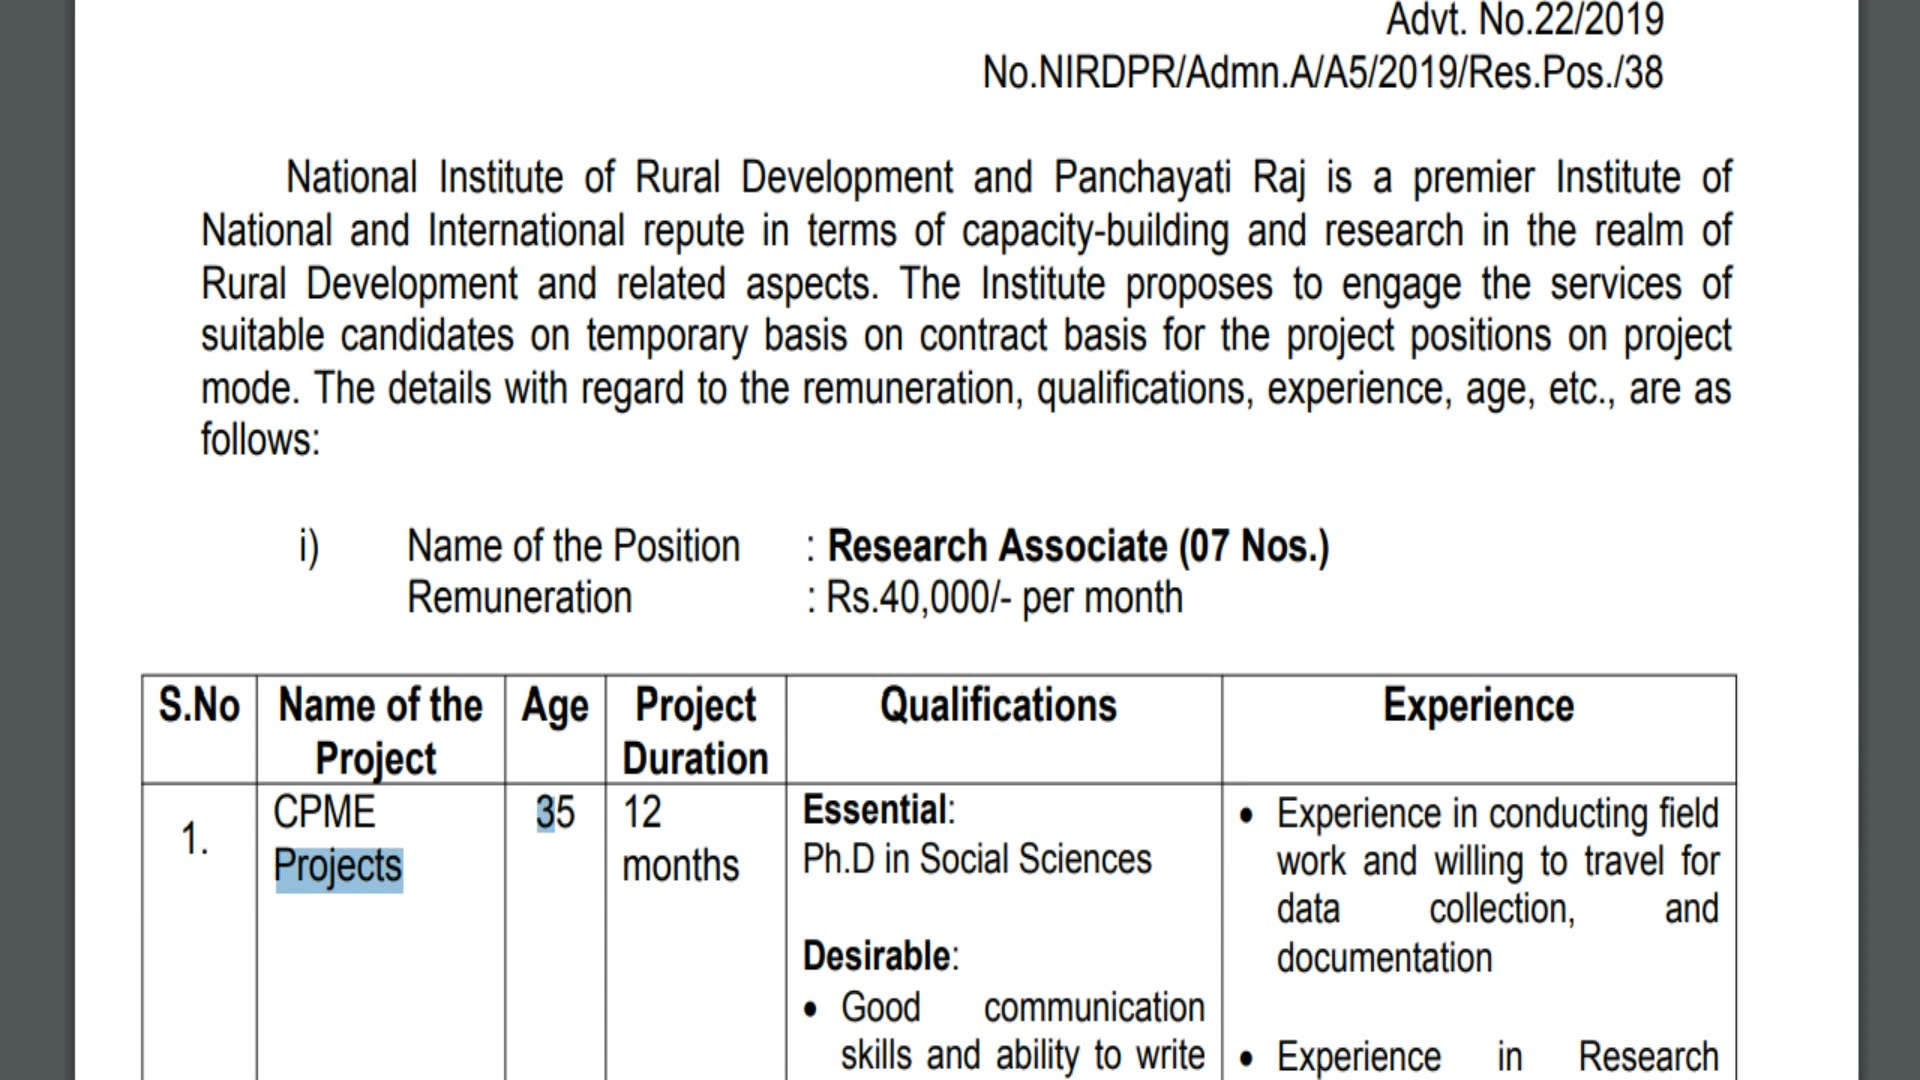 Advt. No.22/2019
No.NIRDPR/Admn.A/A5/2019/Res.Pos./38
National Institute of Rural Development and Panchayati Raj is a premier Institute of
National and International repute in terms of capacity-building and research in the realm of
Rural Development and related aspects. The Institute proposes to engage the services of
suitable candidates on temporary basis on contract basis for the project positions on project
mode. The details with regard to the remuneration, qualifications, experience, age, etc., are as
follows:
i) Name of the Position : Research Associate (07 Nos.)
Remuneration : Rs.40,000/- per month
S.No Name of the Project Age Project Duration Qualifications Experience
1.
CPME
Projects
35
12
months
Essential:
Ph.D in Social Sciences
Desirable:
• Good communication
skills and ability to write
• Experience in conducting field
work and willing to travel for
data collection, and
documentation
• Experience in Research